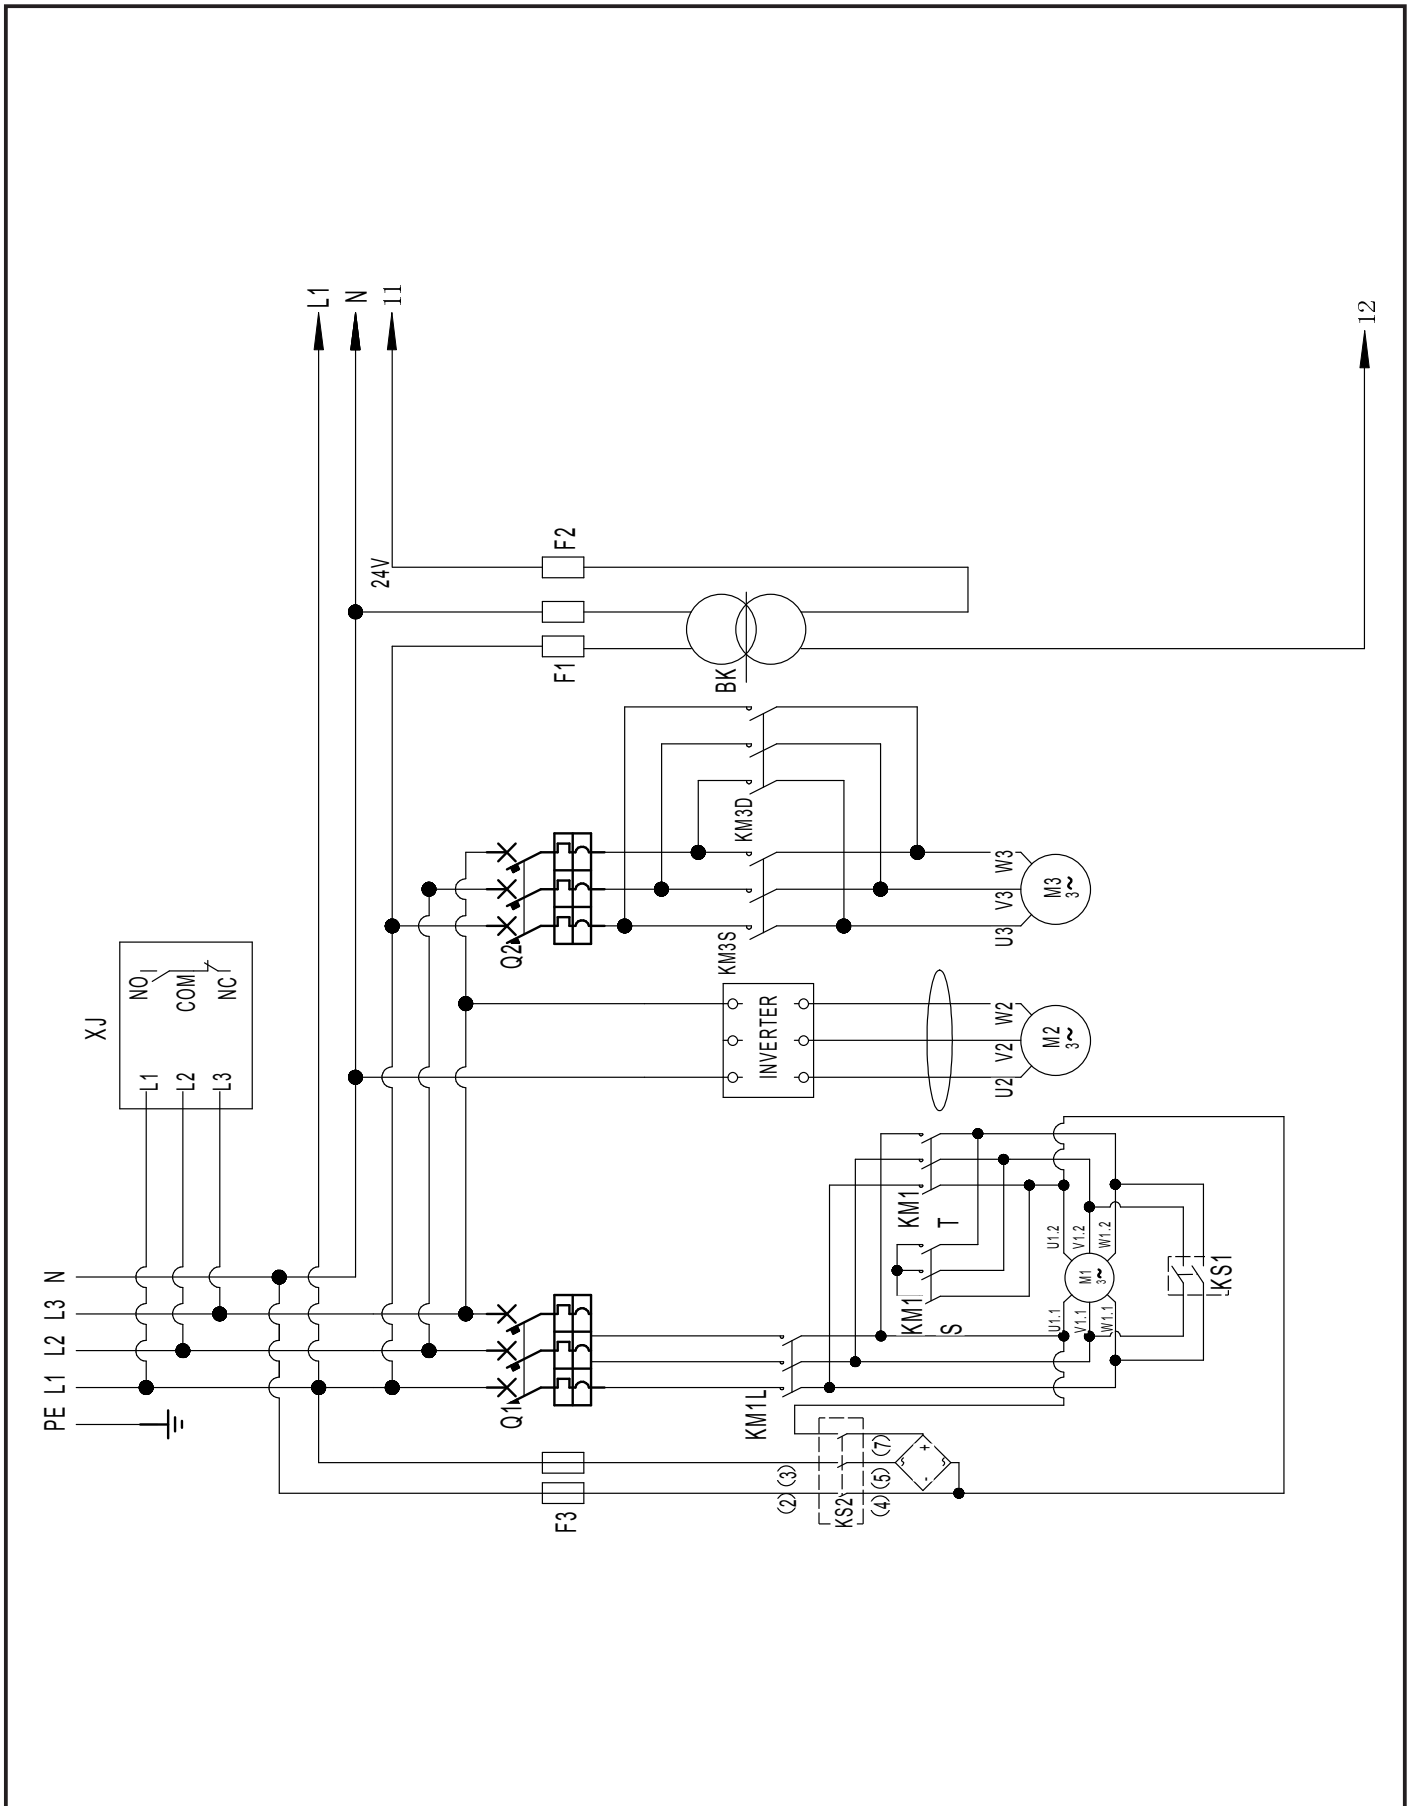 L1
N
11
12
24V
F2
F1
BK
KM3D
KM3S
Q2
W3
V3
U3
M3
3~
XJ
NO
COM
NC
L1
L2
L3
INVERTER
W2
V2
U2
M2
3~
KM1
T
KM1
S
U1.2
V1.2
W1.2
M1
3~
U1.1
V1.1
W1.1
KS1
N
L3
L2
L1
PE
Q1
KM1L
(3)
(2)
KS2
(7)
(5)
(4)
+
-
~
~
F3